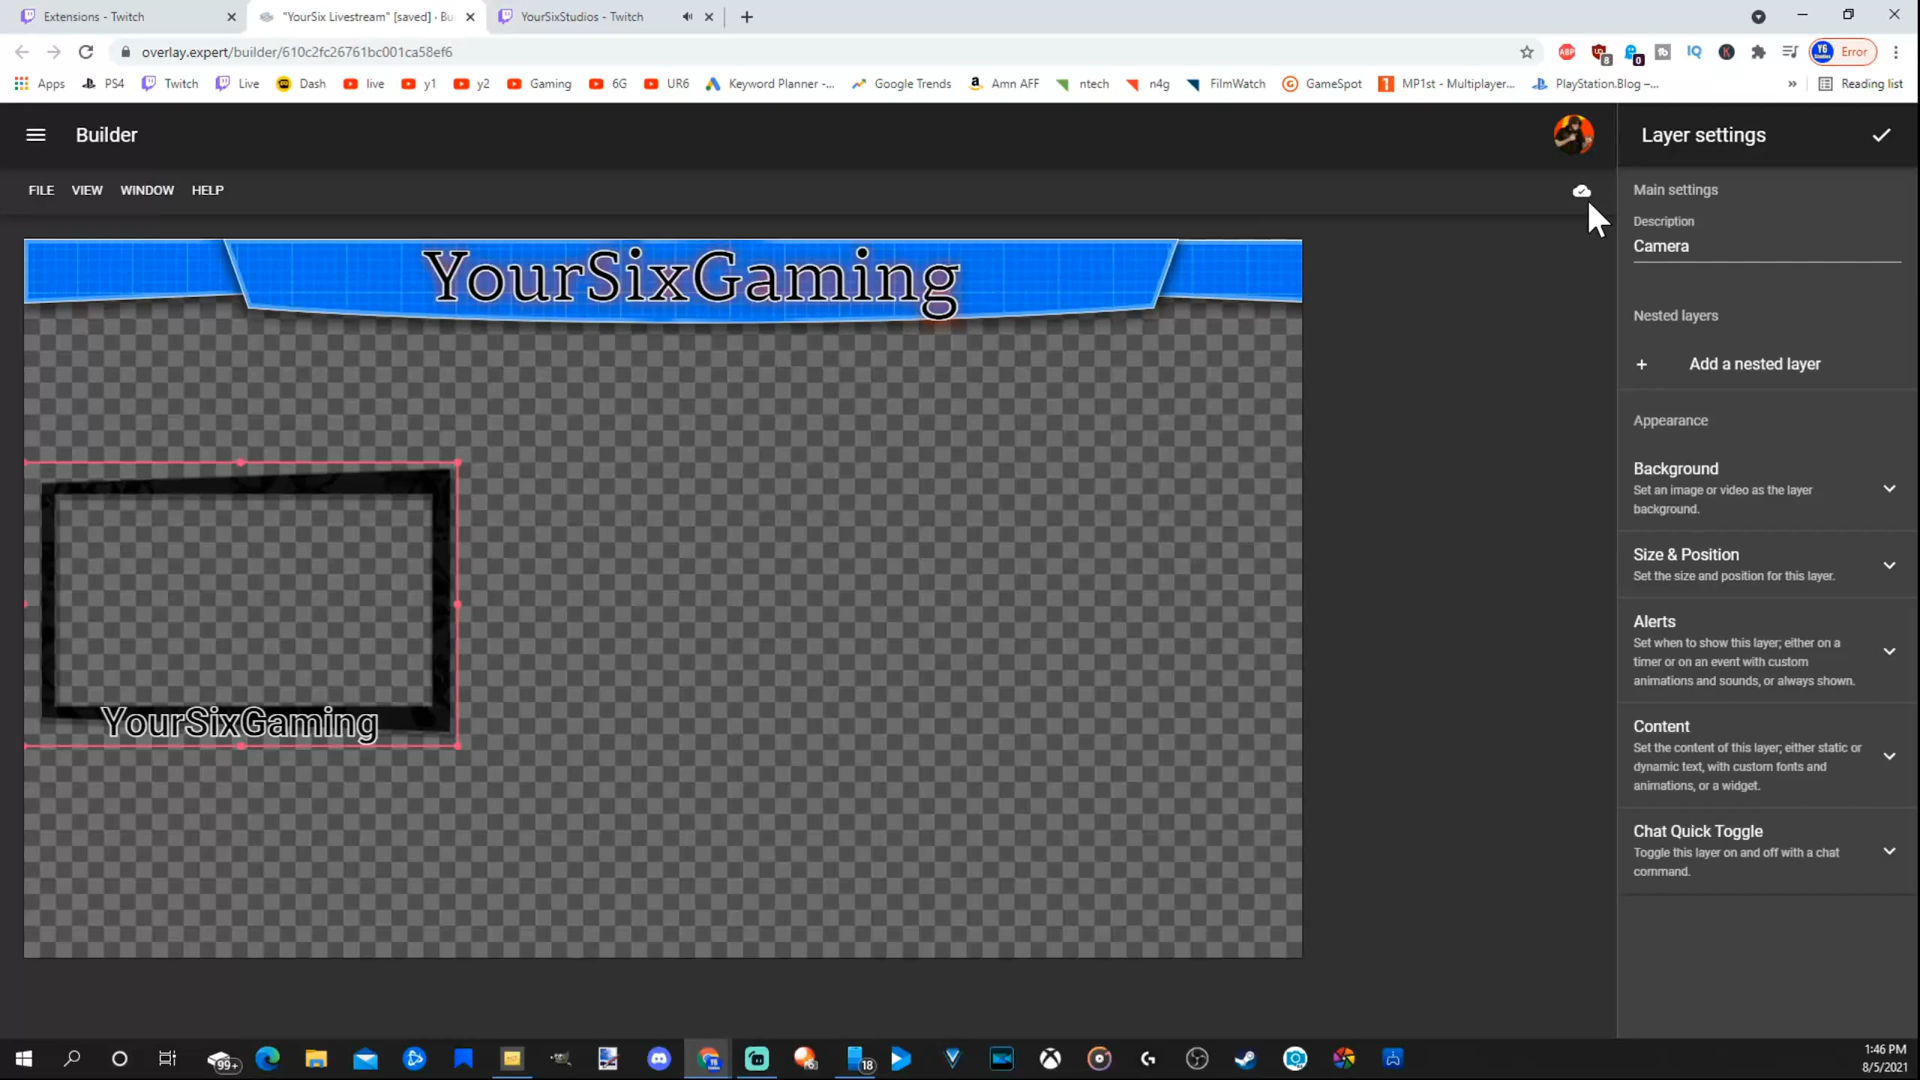 Extensions - Twitch
"YourSix Livestream" [saved] · Bu
YourSixStudios - Twitch
overlay.expert/builder/610c2fc26761bc001ca58ef6
ABP
8
0
IQ
K
Error
Apps
PS4
Twitch
Live
Dash
live
y1
y2
Gaming
6G
UR6
Keyword Planner -...
Google Trends
Amn AFF
ntech
n4g
FilmWatch
GameSpot
MP1st - Multiplayer...
PlayStation.Blog –...
»
Reading list
Builder
Layer settings
FILE
VIEW
WINDOW
HELP
Main settings
Description
Camera
YourSixGaming
Nested layers
+ Add a nested layer
Appearance
Background
Set an image or video as the layer
background.
Size & Position
Set the size and position for this layer.
Alerts
Set when to show this layer; either on a
timer or on an event with custom
animations and sounds, or always shown.
YourSixGaming
Content
Set the content of this layer; either static or
dynamic text, with custom fonts and
animations, or a widget.
Chat Quick Toggle
Toggle this layer on and off with a chat
command.
99+
18
1:46 PM
8/5/2021